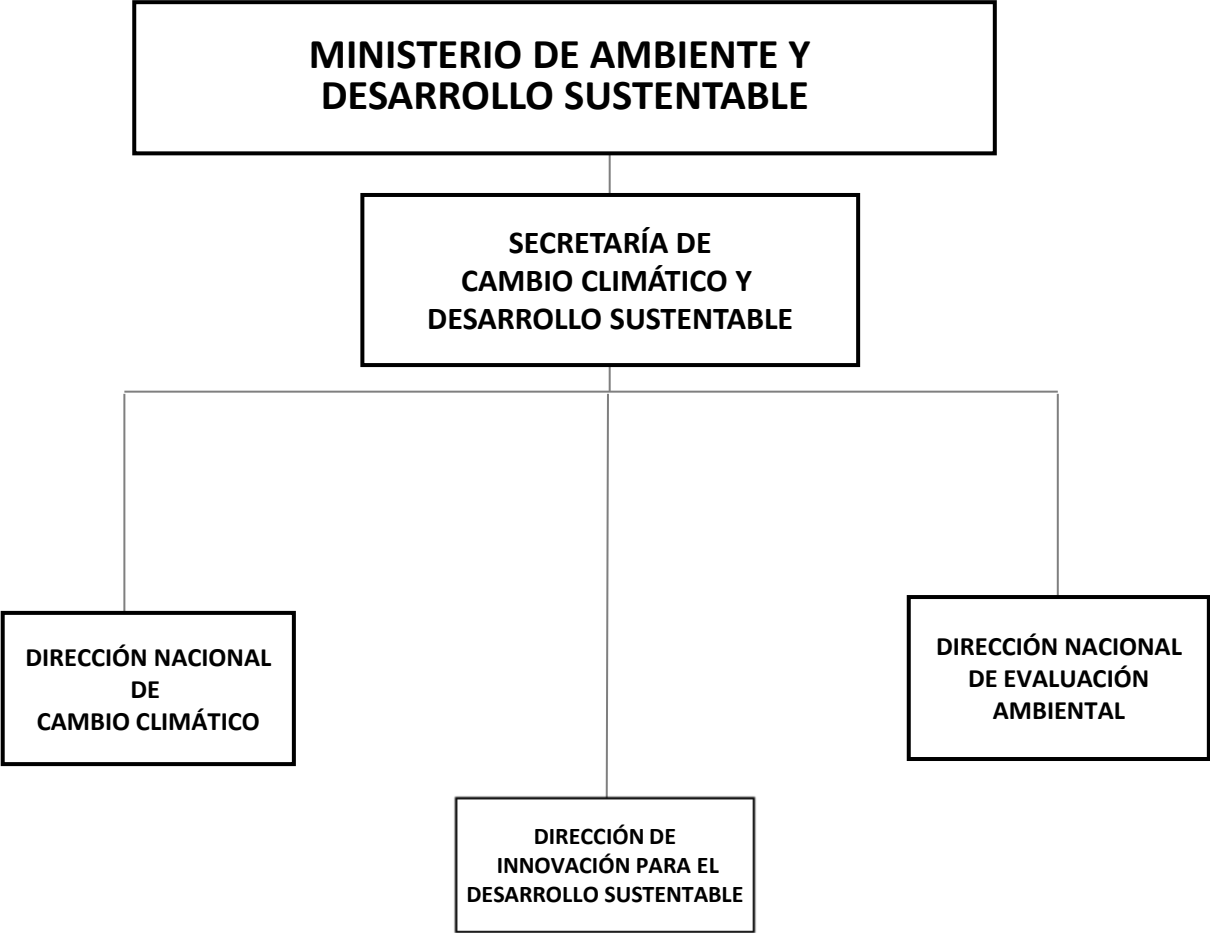 MINISTERIO DE AMBIENTE Y
DESARROLLO SUSTENTABLE
SECRETARÍA DE
CAMBIO CLIMÁTICO Y
DESARROLLO SUSTENTABLE
DIRECCIÓN NACIONAL
DE
CAMBIO CLIMÁTICO
DIRECCIÓN NACIONAL
DE EVALUACIÓN
AMBIENTAL
DIRECCIÓN DE
INNOVACIÓN PARA EL
DESARROLLO SUSTENTABLE